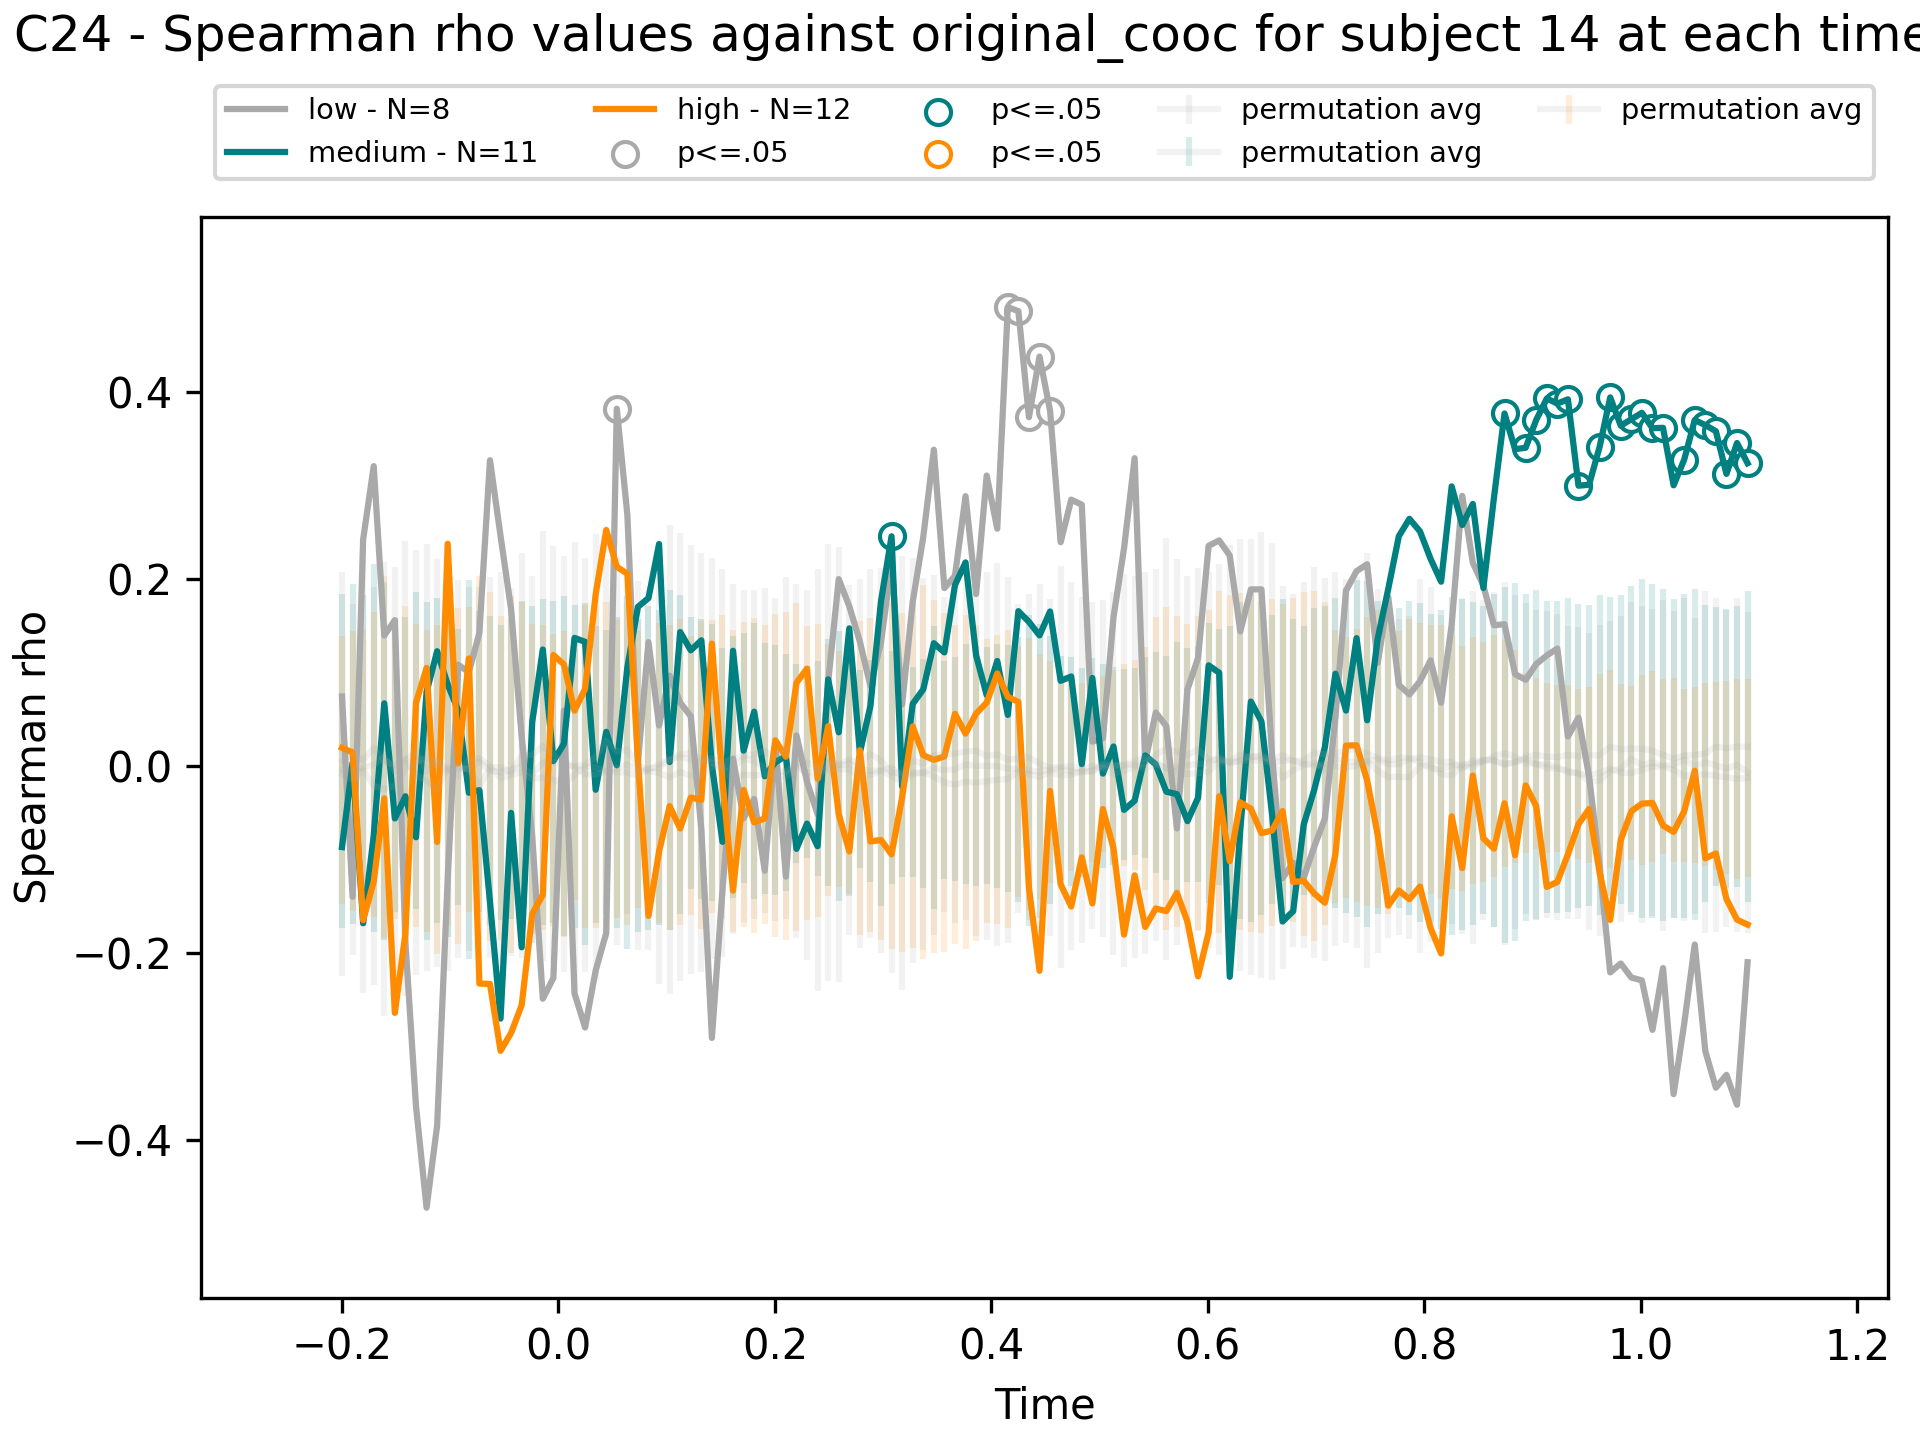 C24 - Spearman rho values against original_cooc for subject 14 at each time
low - N=8
medium - N=11
high - N=12
p<=.05
p<=.05
p<=.05
permutation avg
permutation avg
permutation avg
Spearman rho
0.4
0.2
0.0
−0.2
−0.4
−0.2 0.0 0.2 0.4 0.6 0.8 1.0 1.2
Time